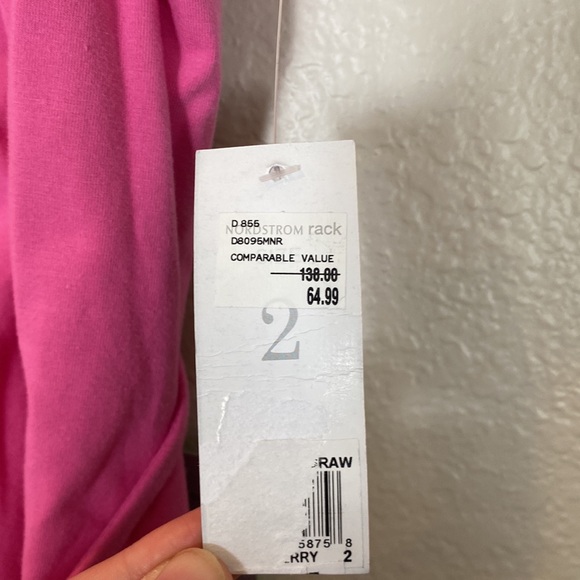 D 855
NORDSTROM rack
D8095MNR
COMPARABLE VALUE
138.00
64.99
2
RAW
5875 8
RRY 2